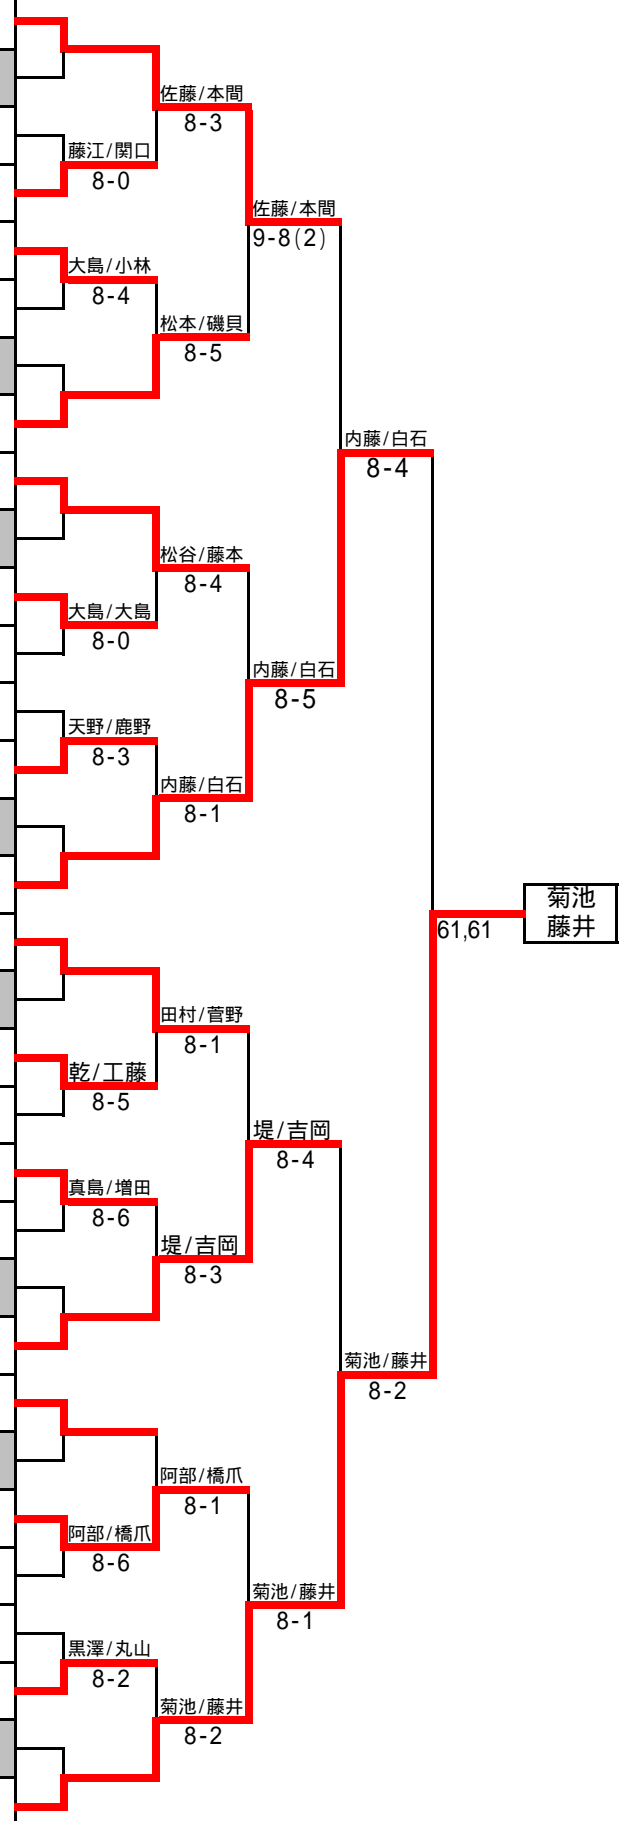 佐藤/本間
8-3
藤江/関口
8-0
佐藤/本間
9-8(2)
大島/小林
8-4
松本/磯貝
8-5
内藤/白石
8-4
松谷/藤本
8-4
大島/大島
8-0
内藤/白石
8-5
天野/鹿野
8-3
内藤/白石
8-1
菊池
藤井
61,61
田村/菅野
8-1
乾/工藤
8-5
堤/吉岡
8-4
真島/増田
8-6
堤/吉岡
8-3
菊池/藤井
8-2
阿部/橋爪
8-1
阿部/橋爪
8-6
菊池/藤井
8-1
黒澤/丸山
8-2
菊池/藤井
8-2